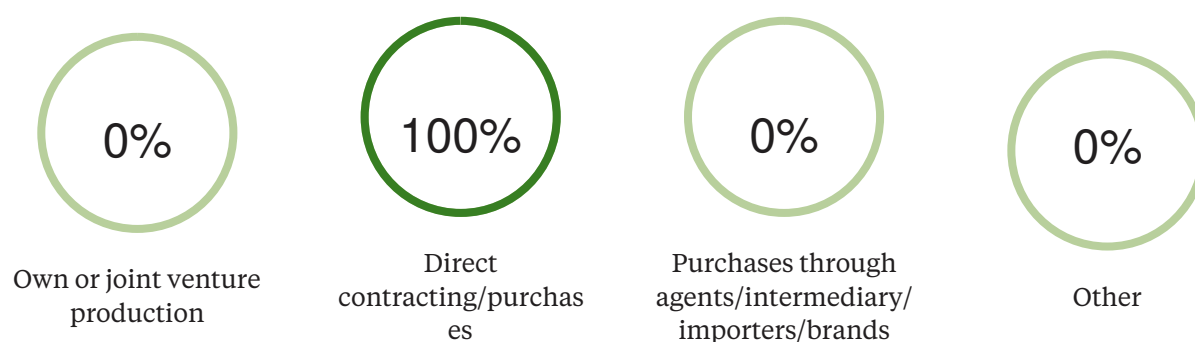 0%
Own or joint venture
production
100%
Direct
contracting/purchas
es
0%
Purchases through
agents/intermediary/
importers/brands
0%
Other